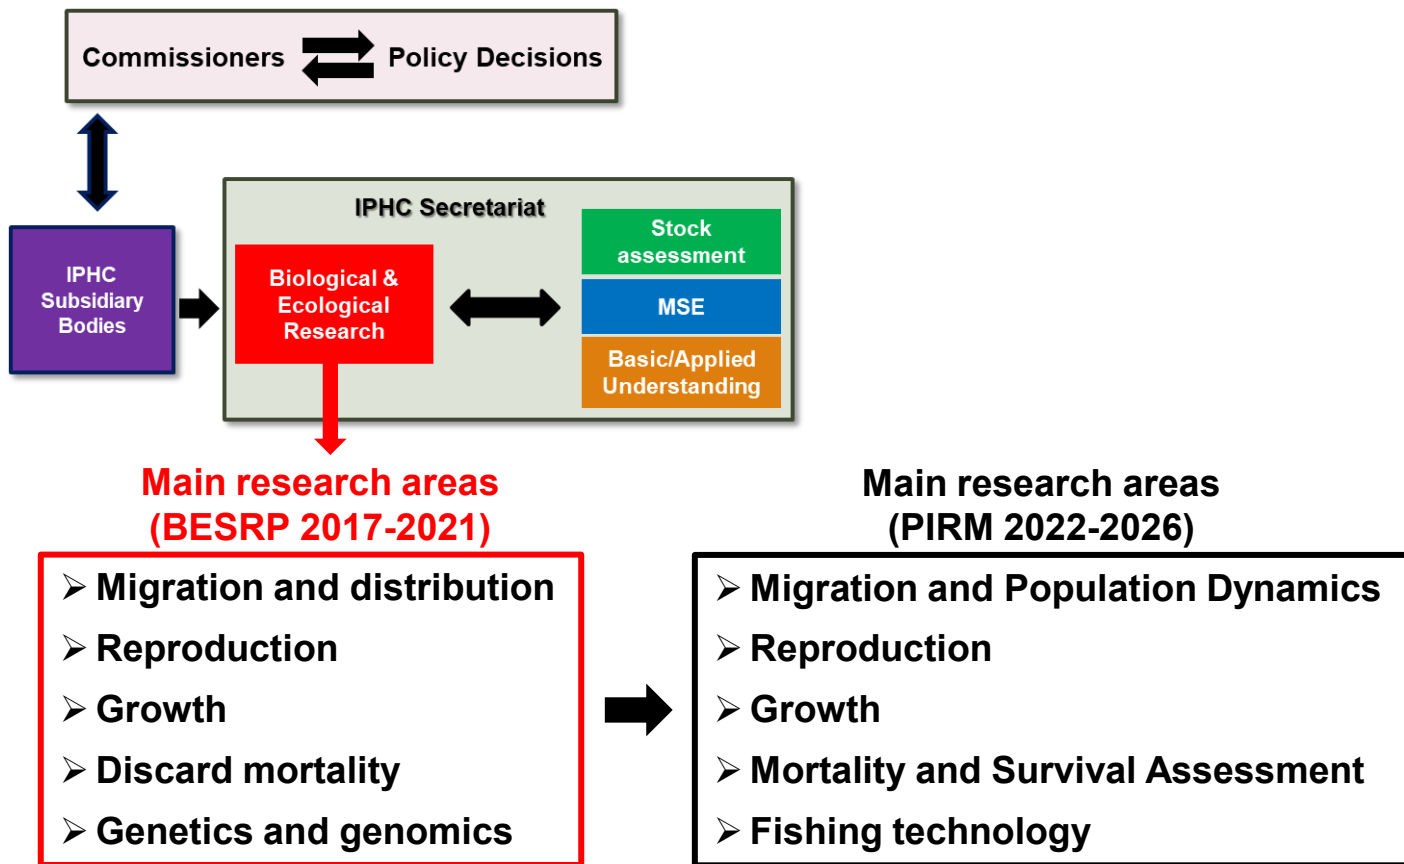 Commissioners Policy Decisions
IPHC Secretariat
IPHC
Subsidiary
Bodies
Biological &
Ecological
Research
Stock
assessment
MSE
Basic/Applied
Understanding
Main research areas
(BESRP 2017-2021)
➢ Migration and distribution
➢ Reproduction
➢ Growth
➢ Discard mortality
➢ Genetics and genomics
Main research areas
(PIRM 2022-2026)
➢ Migration and Population Dynamics
➢ Reproduction
➢ Growth
➢ Mortality and Survival Assessment
➢ Fishing technology